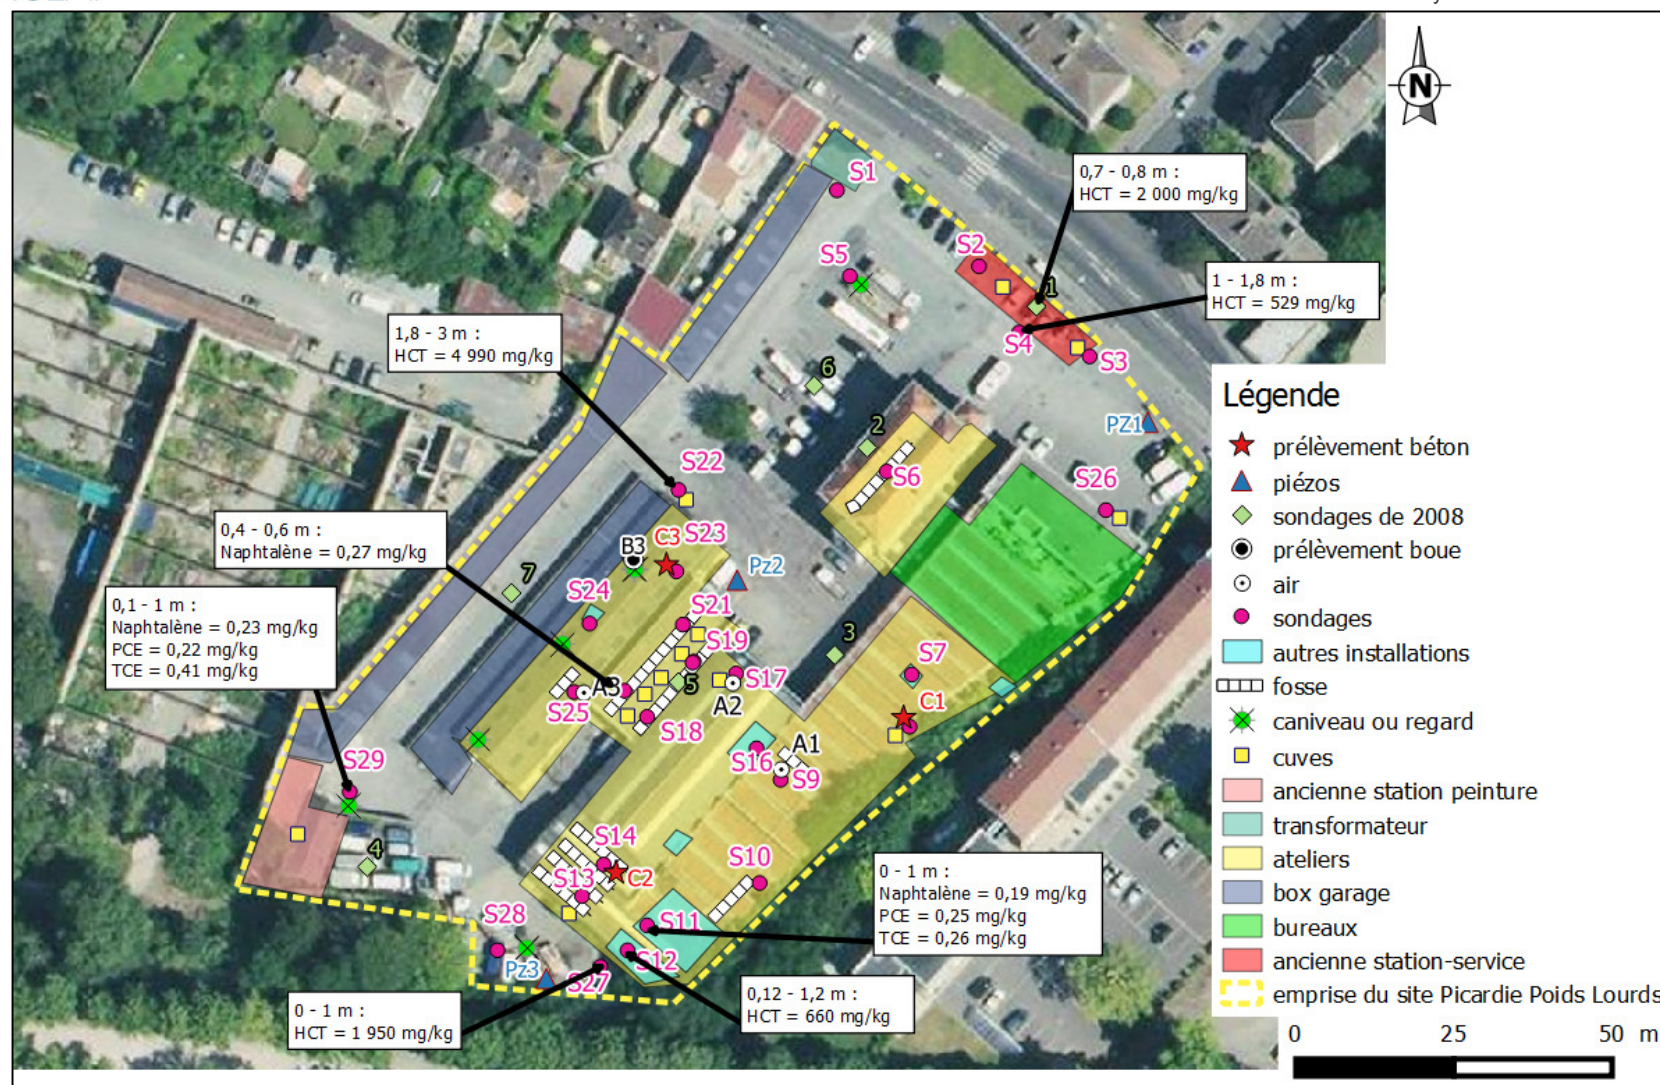 N
0,7 - 0,8 m :
HCT = 2 000 mg/kg
S1
S2
S5
1
1 - 1,8 m :
HCT = 529 mg/kg
S4
S3
1,8 - 3 m :
HCT = 4 990 mg/kg
6
2
PZ1
S22
S6
S26
0,4 - 0,6 m :
Naphtalène = 0,27 mg/kg
S23
B3
C3
Pz2
7
S24
S21
S19
3
0,1 - 1 m :
Naphtalène = 0,23 mg/kg
PCE = 0,22 mg/kg
TCE = 0,41 mg/kg
S7
S17
A3
5
A2
S25
C1
S18
S16
A1
S29
S9
4
S14
S13
C2
S10
0 - 1 m :
Naphtalène = 0,19 mg/kg
PCE = 0,25 mg/kg
TCE = 0,26 mg/kg
S28
S11
S12
Pz3
S27
0 - 1 m :
HCT = 1 950 mg/kg
0,12 - 1,2 m :
HCT = 660 mg/kg
Légende
prélèvement béton
piézos
sondages de 2008
prélèvement boue
air
sondages
autres installations
fosse
caniveau ou regard
cuves
ancienne station peinture
transformateur
ateliers
box garage
bureaux
ancienne station-service
emprise du site Picardie Poids Lourds
0 25 50 m